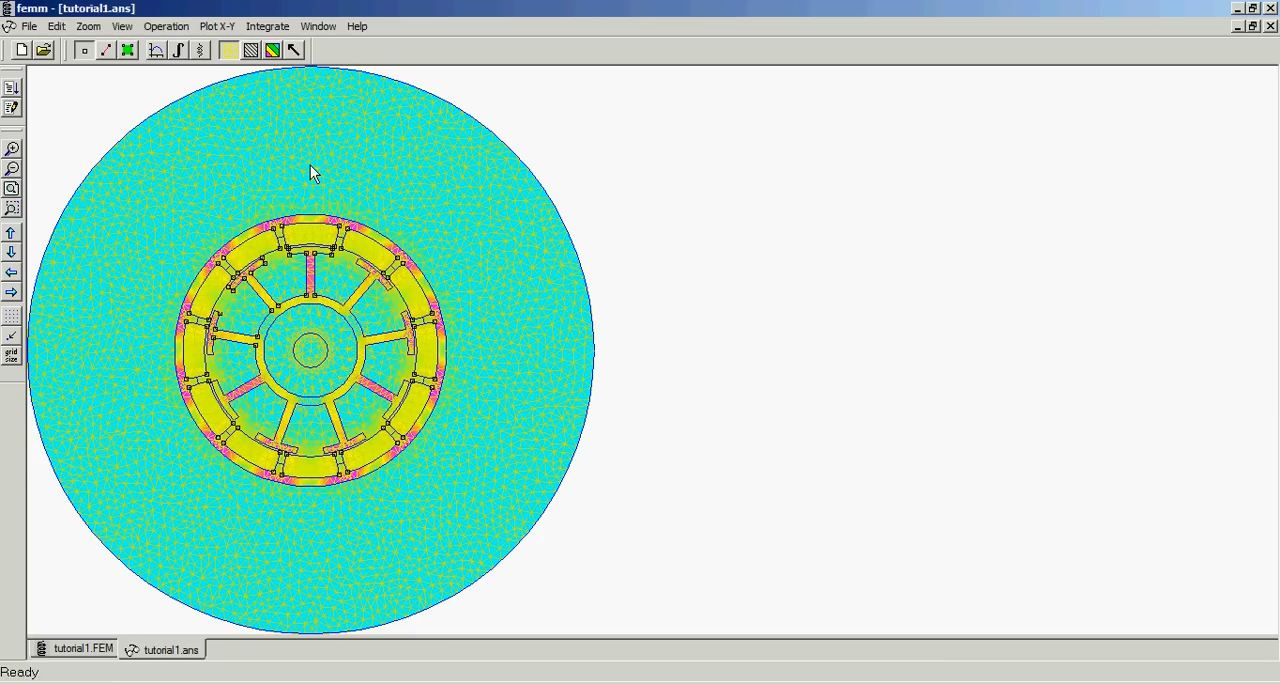 femm - [tutorial1.ans]
File Edit Zoom View Operation Plot X-Y Integrate Window Help
grid size
tutorial1.FEM tutorial1.ans
Ready